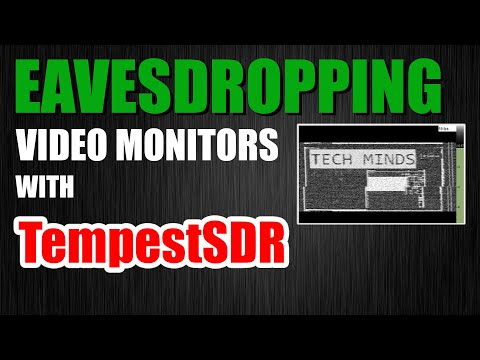 EAVESDROPPING
VIDEO MONITORS
WITH
TECH MINDS
TempestSDR